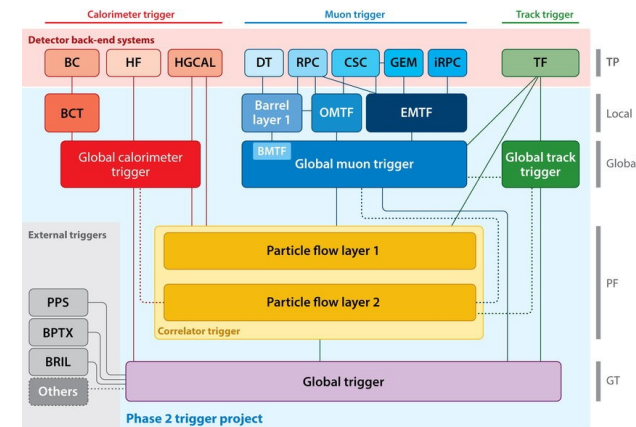 Calorimeter trigger
Muon trigger
Track trigger
Detector back-end systems
BC
HF
HGCAL
DT
RPC
CSC
GEM
iRPC
TF
TP
BCT
Barrel
layer 1
OMTF
EMTF
Local
Global calorimeter
trigger
BMTF
Global muon trigger
Global track
trigger
Globa
External triggers
Particle flow layer 1
Particle flow layer 2
Correlator trigger
PF
PPS
BPTX
BRIL
Others
Global trigger
GT
Phase 2 trigger project